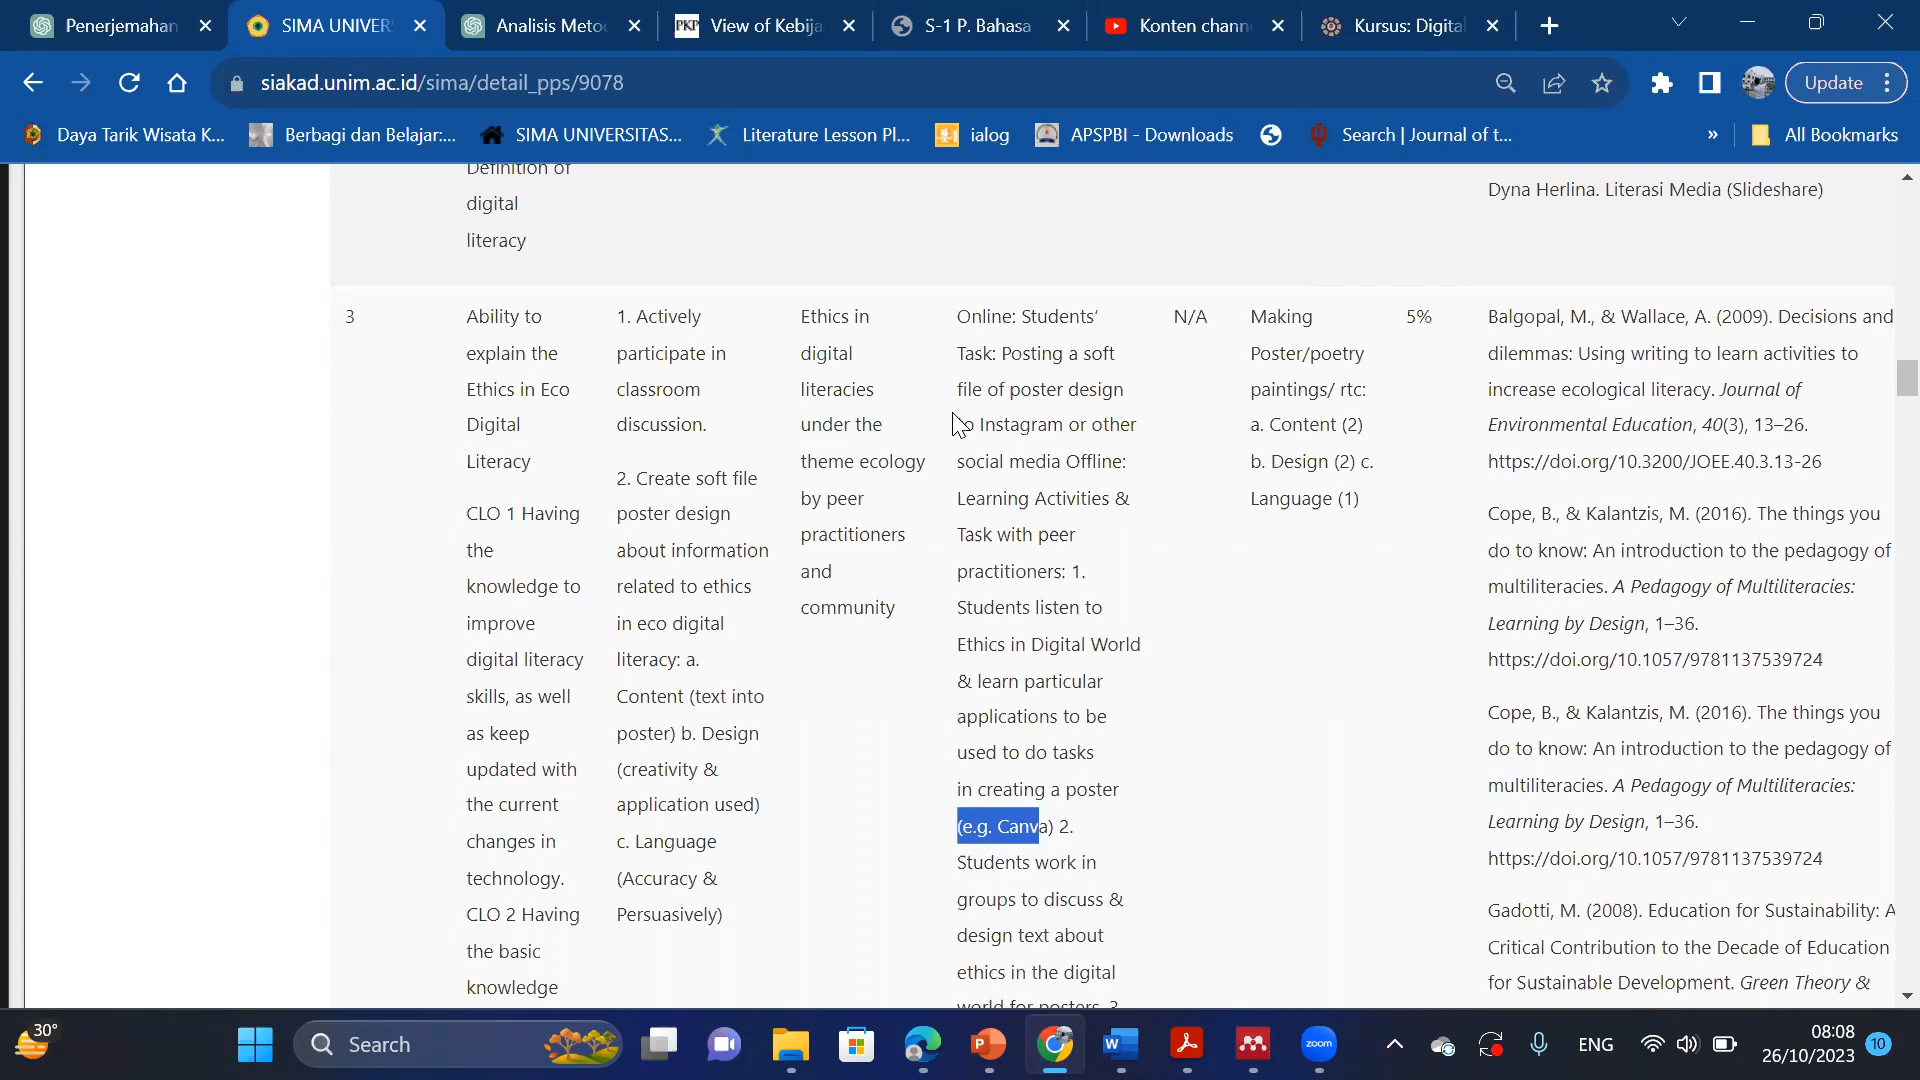 Penerjemahan
SIMA UNIVER
Analisis Meto
PKP View of Kebija
S-1 P. Bahasa
Konten chann
Kursus: Digital
siakad.unim.ac.id/sima/detail_pps/9078
Update
Daya Tarik Wisata K...
Berbagi dan Belajar:...
SIMA UNIVERSITAS...
Literature Lesson Pl...
ialog
APSPBI - Downloads
Search | Journal of t...
»
All Bookmarks
Definition of
digital
literacy
Dyna Herlina. Literasi Media (Slideshare)
3
Ability to
explain the
Ethics in Eco
Digital
Literacy
CLO 1 Having
the
knowledge to
improve
digital literacy
skills, as well
as keep
updated with
the current
changes in
technology.
CLO 2 Having
the basic
knowledge
1. Actively
participate in
classroom
discussion.
2. Create soft file
poster design
about information
related to ethics
in eco digital
literacy: a.
Content (text into
poster) b. Design
(creativity &
application used)
c. Language
(Accuracy &
Persuasively)
Ethics in
digital
literacies
under the
theme ecology
by peer
practitioners
and
community
Online: Students'
Task: Posting a soft
file of poster design
Instagram or other
social media Offline:
Learning Activities &
Task with peer
practitioners: 1.
Students listen to
Ethics in Digital World
& learn particular
applications to be
used to do tasks
in creating a poster
(e.g. Canva) 2.
Students work in
groups to discuss &
design text about
ethics in the digital
world for posters. 3.
N/A
Making
Poster/poetry
paintings/ rtc:
a. Content (2)
b. Design (2) c.
Language (1)
5%
Balgopal, M., & Wallace, A. (2009). Decisions and
dilemmas: Using writing to learn activities to
increase ecological literacy. Journal of
Environmental Education, 40(3), 13–26.
https://doi.org/10.3200/JOEE.40.3.13-26
Cope, B., & Kalantzis, M. (2016). The things you
do to know: An introduction to the pedagogy of
multiliteracies. A Pedagogy of Multiliteracies:
Learning by Design, 1–36.
https://doi.org/10.1057/9781137539724
Cope, B., & Kalantzis, M. (2016). The things you
do to know: An introduction to the pedagogy of
multiliteracies. A Pedagogy of Multiliteracies:
Learning by Design, 1–36.
https://doi.org/10.1057/9781137539724
Gadotti, M. (2008). Education for Sustainability: A
Critical Contribution to the Decade of Education
for Sustainable Development. Green Theory &
30°
Search
zoom
ENG
08:08
26/10/2023
10